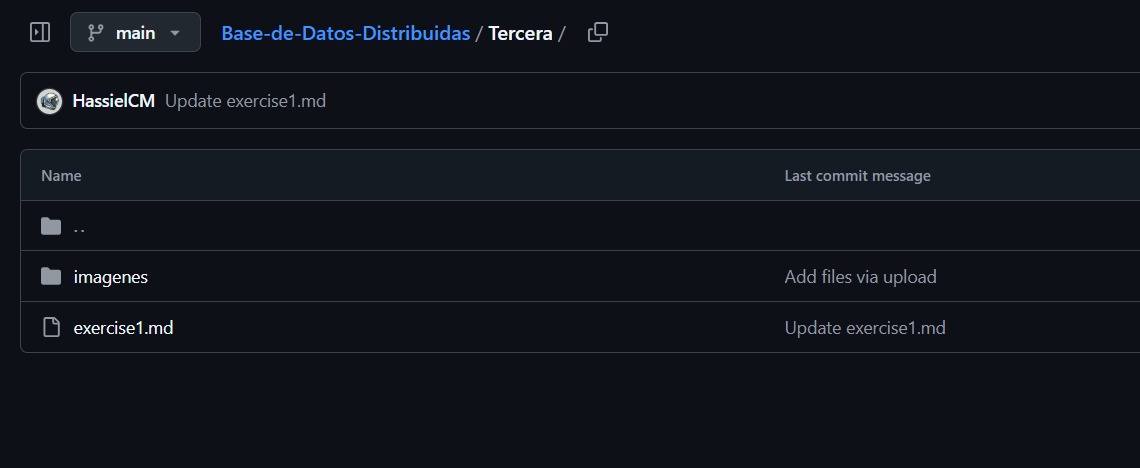 main Base-de-Datos-Distribuidas / Tercera /
HassielCM Update exercise1.md
Name Last commit message
..
imagenes Add files via upload
exercise1.md Update exercise1.md